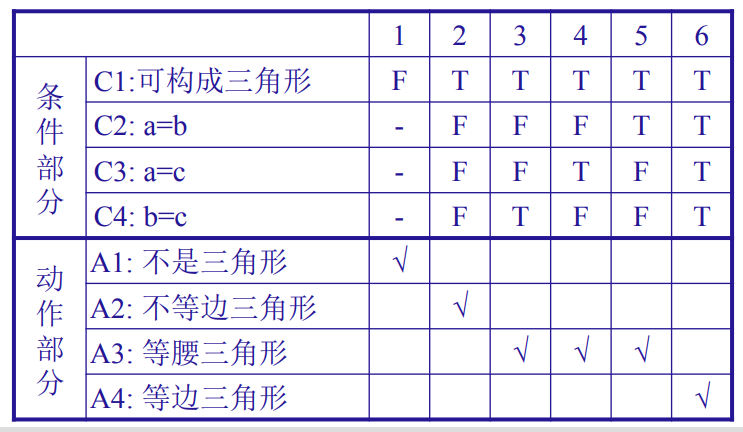 1 2 3 4 5 6
条件部分
C1:可构成三角形 F T T T T T
C2: a=b - F F F T T
C3: a=c - F F T F T
C4: b=c - F T F F T
动作部分
A1: 不是三角形 √
A2: 不等边三角形 √
A3: 等腰三角形 √ √ √
A4: 等边三角形 √